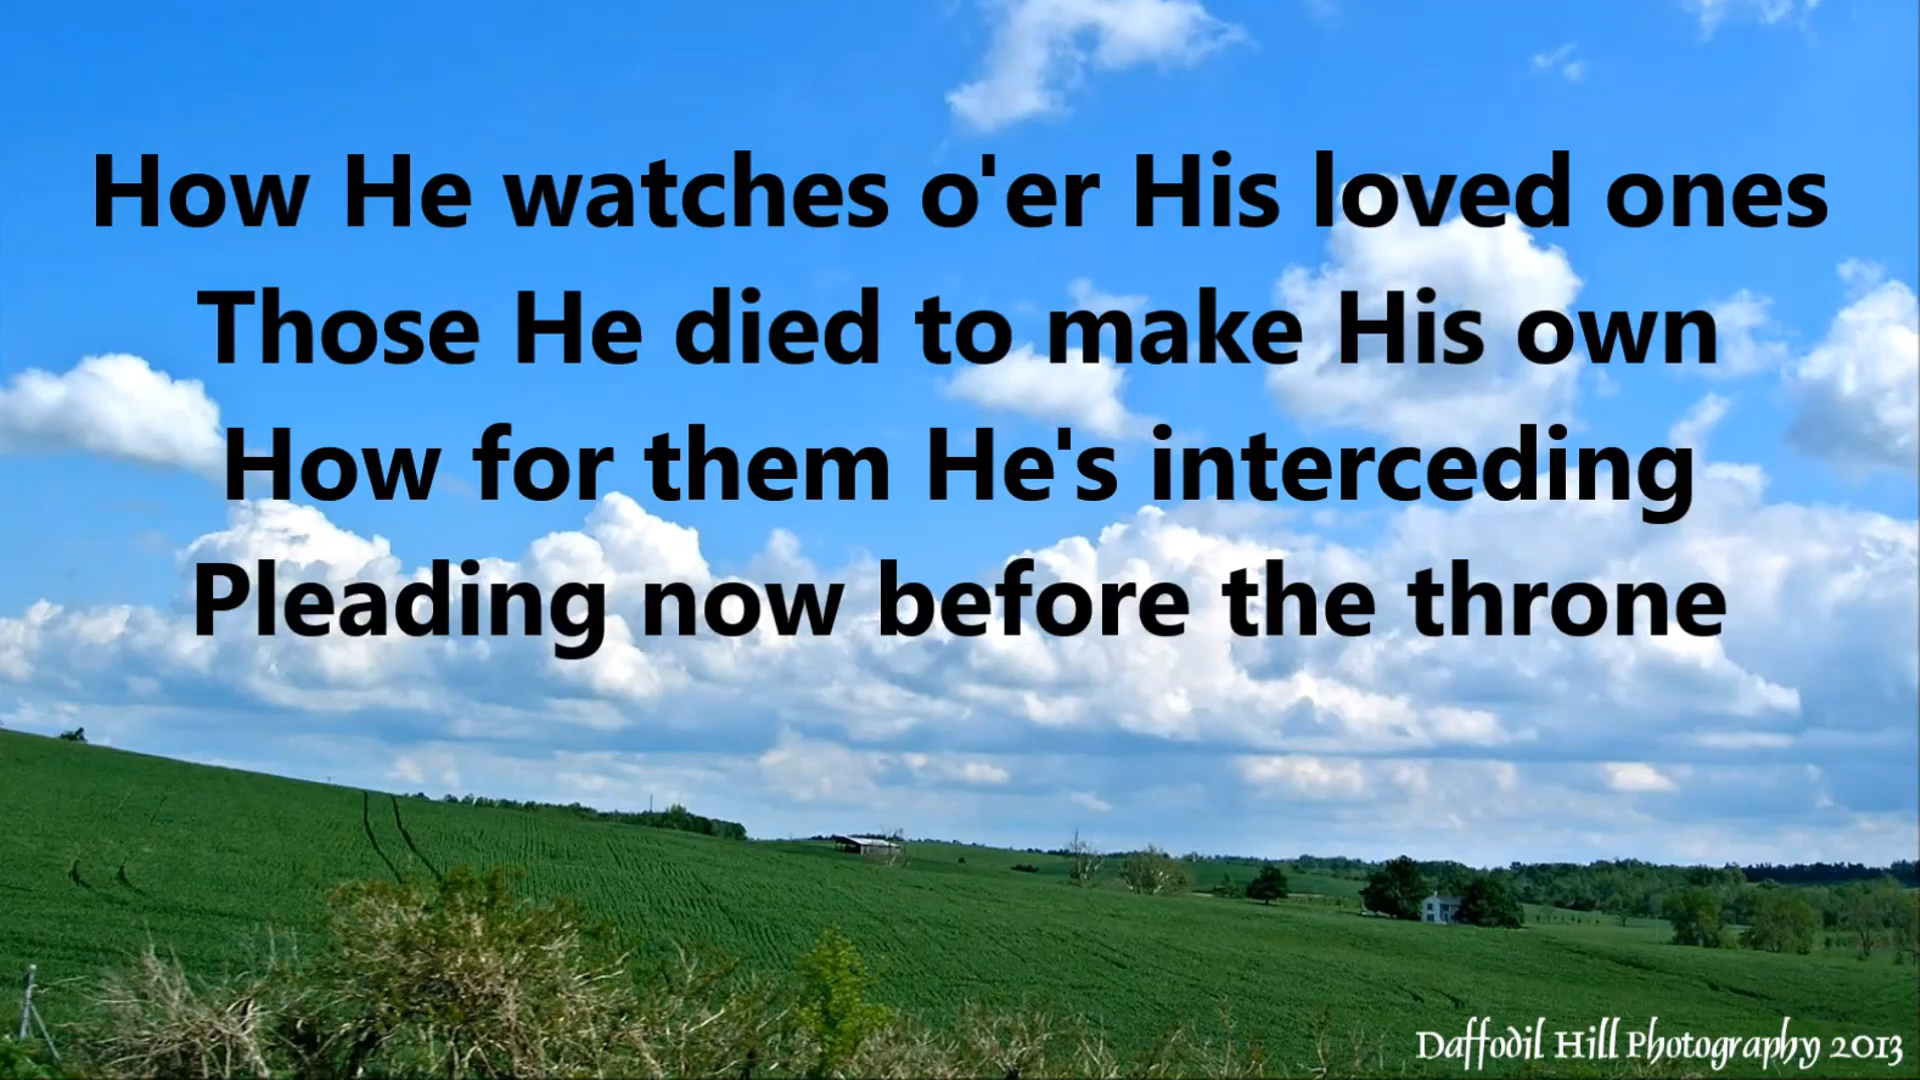 How He watches o'er His loved ones
Those He died to make His own
How for them He's interceding
Pleading now before the throne
Daffodil Hill Photography 2013